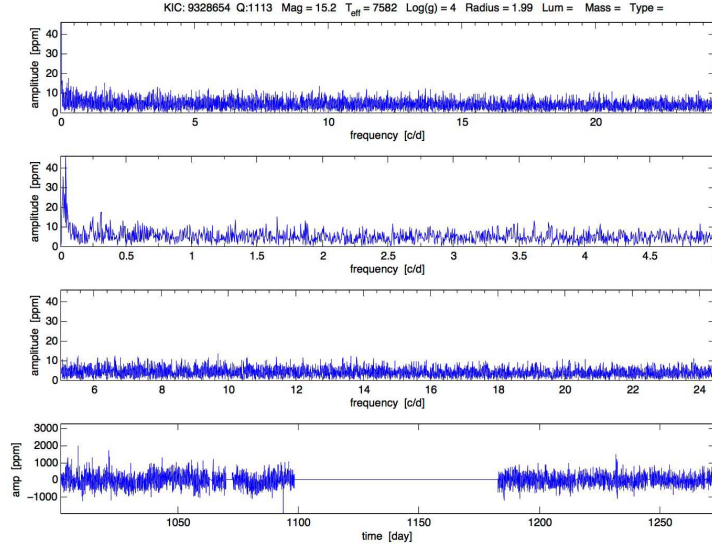 KIC: 9328654 Q:1113 Mag = 15.2 Teff = 7582 Log(g) = 4 Radius = 1.99 Lum = Mass = Type =
40
30
20
10
0
amplitude [ppm]
0 5 10 15 20
frequency [c/d]
40
30
20
10
0
amplitude [ppm]
0 0.5 1 1.5 2 2.5 3 3.5 4 4.5
frequency [c/d]
40
30
20
10
0
amplitude [ppm]
6 8 10 12 14 16 18 20 22 24
frequency [c/d]
3000
2000
1000
0
−1000
amp [ppm]
1050 1100 1150 1200 1250
time [day]